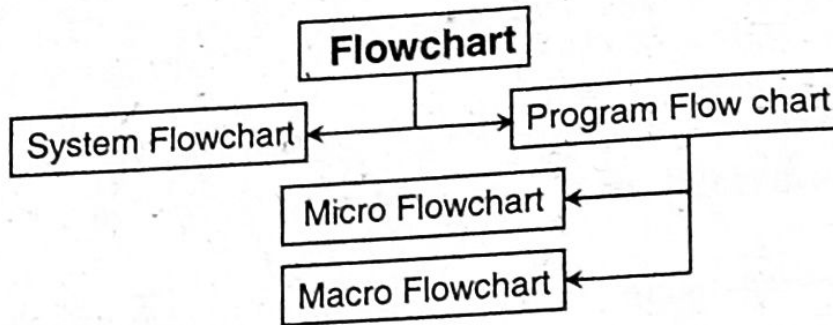 Flowchart
System Flowchart
Program Flow chart
Micro Flowchart
Macro Flowchart